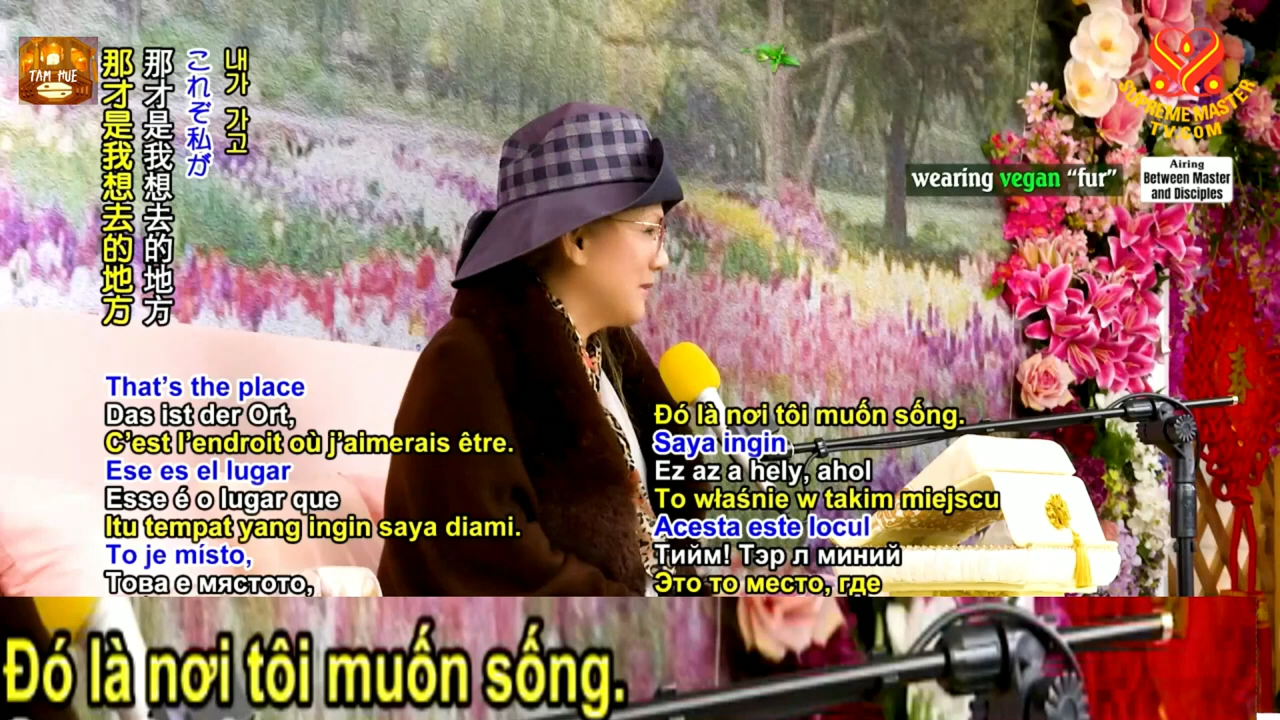 TAM HUE
那才是我想去的地方
那才是我想去的地方
これぞ私が
내가 가고
SUPREME MASTER
TV.COM
wearing vegan “fur”
Airing
Between Master
and Disciples
That’s the place
Das ist der Ort,
C’est l’endroit où j’aimerais être.
Ese es el lugar
Esse é o lugar que
Itu tempat yang ingin saya diami.
To je místo,
Това е мястото,
Đó là nơi tôi muốn sống.
Saya ingin
Ez az a hely, ahol
To właśnie w takim miejscu
Acesta este locul
Тийм! Тэр л миний
Это то место, где
Đó là nơi tôi muốn sống.